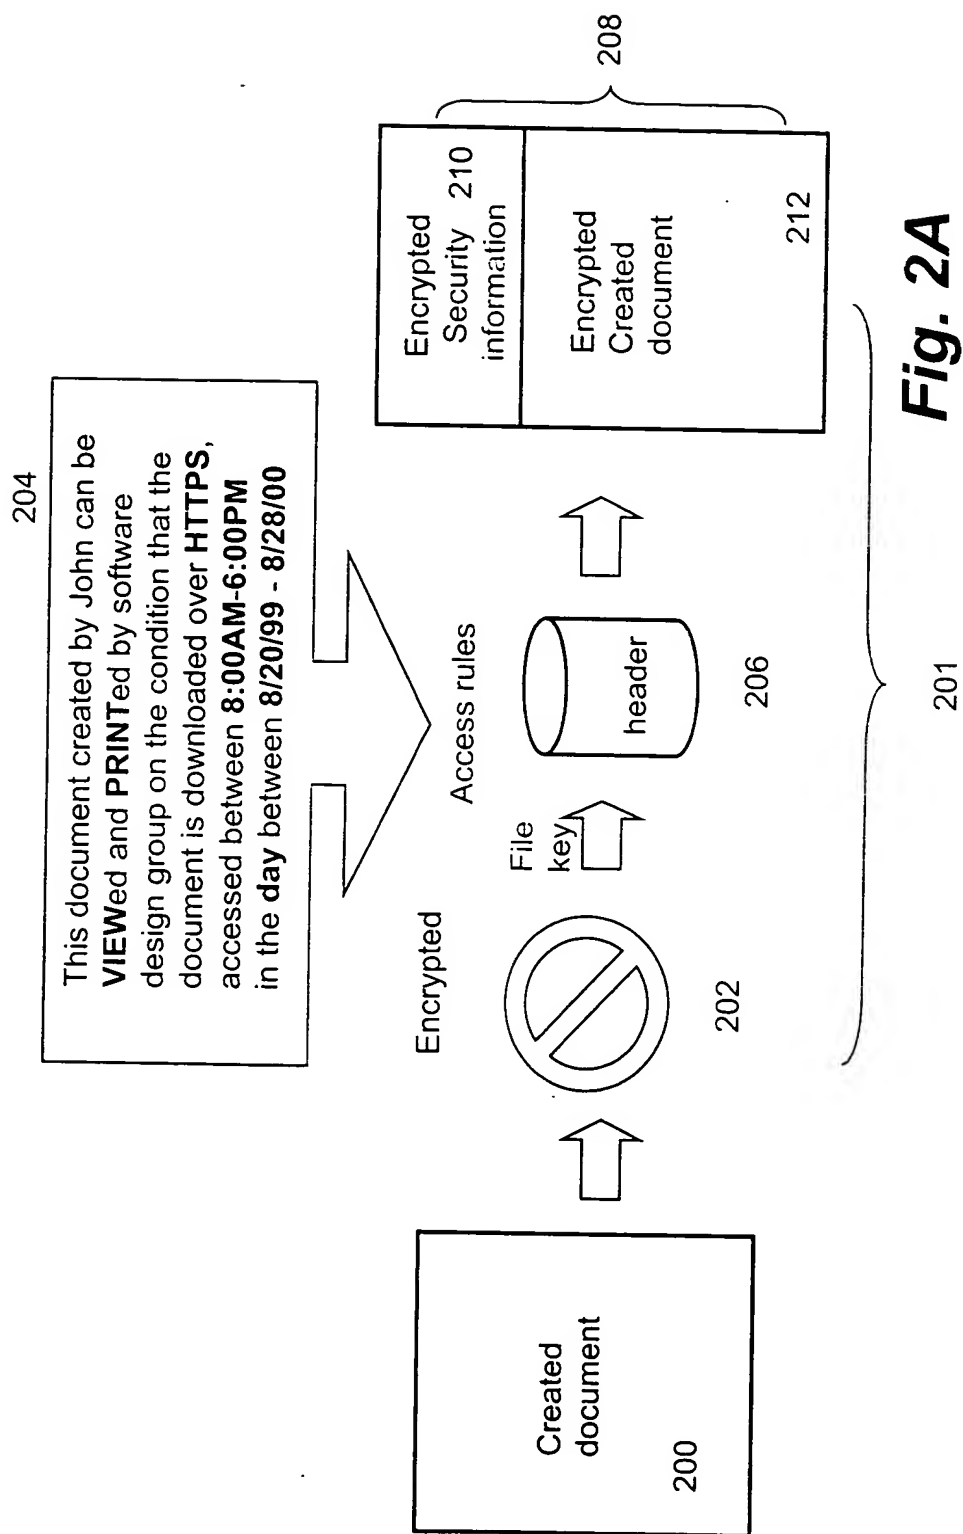 204
This document created by John can be
VIEWed and PRINTed by software
design group on the condition that the
document is downloaded over HTTPS,
accessed between 8:00AM-6:00PM
in the day between 8/20/99 - 8/28/00
Created
document
200
Encrypted
202
File
key
Access rules
header
206
Encrypted
Security 210
information
Encrypted
Created
document
212
208
201
Fig. 2A